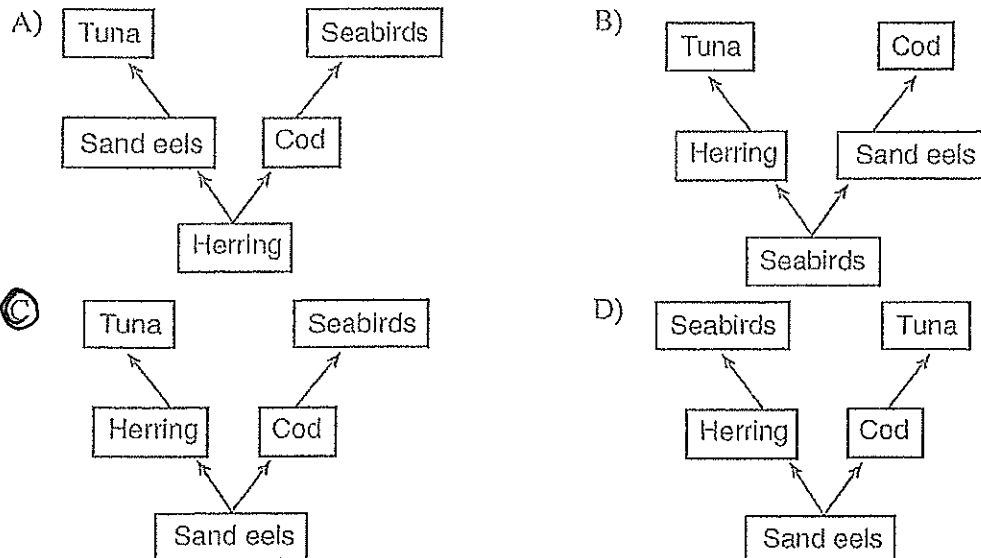 A)
Tuna
Seabirds
Sand eels
Cod
Herring
B)
Tuna
Cod
Herring
Sand eels
Seabirds
C
Tuna
Seabirds
Herring
Cod
Sand eels
D)
Seabirds
Tuna
Herring
Cod
Sand eels